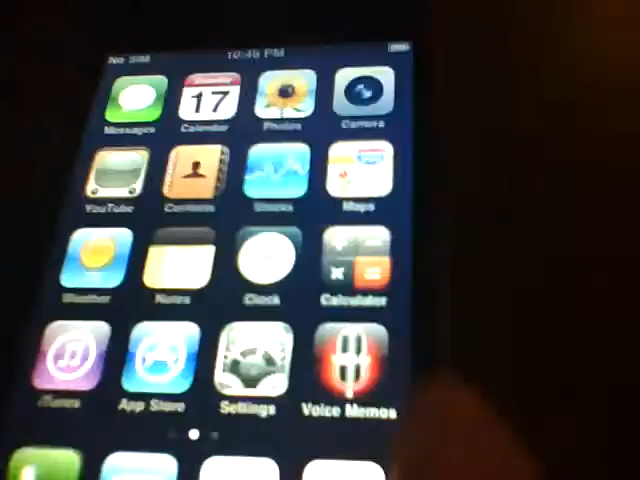 No SIM 10:49 PM
17
Messages Calendar Photos Camera
YouTube Contacts Stocks Maps
Weather Notes Clock Calculator
iTunes App Store Settings Voice Memos